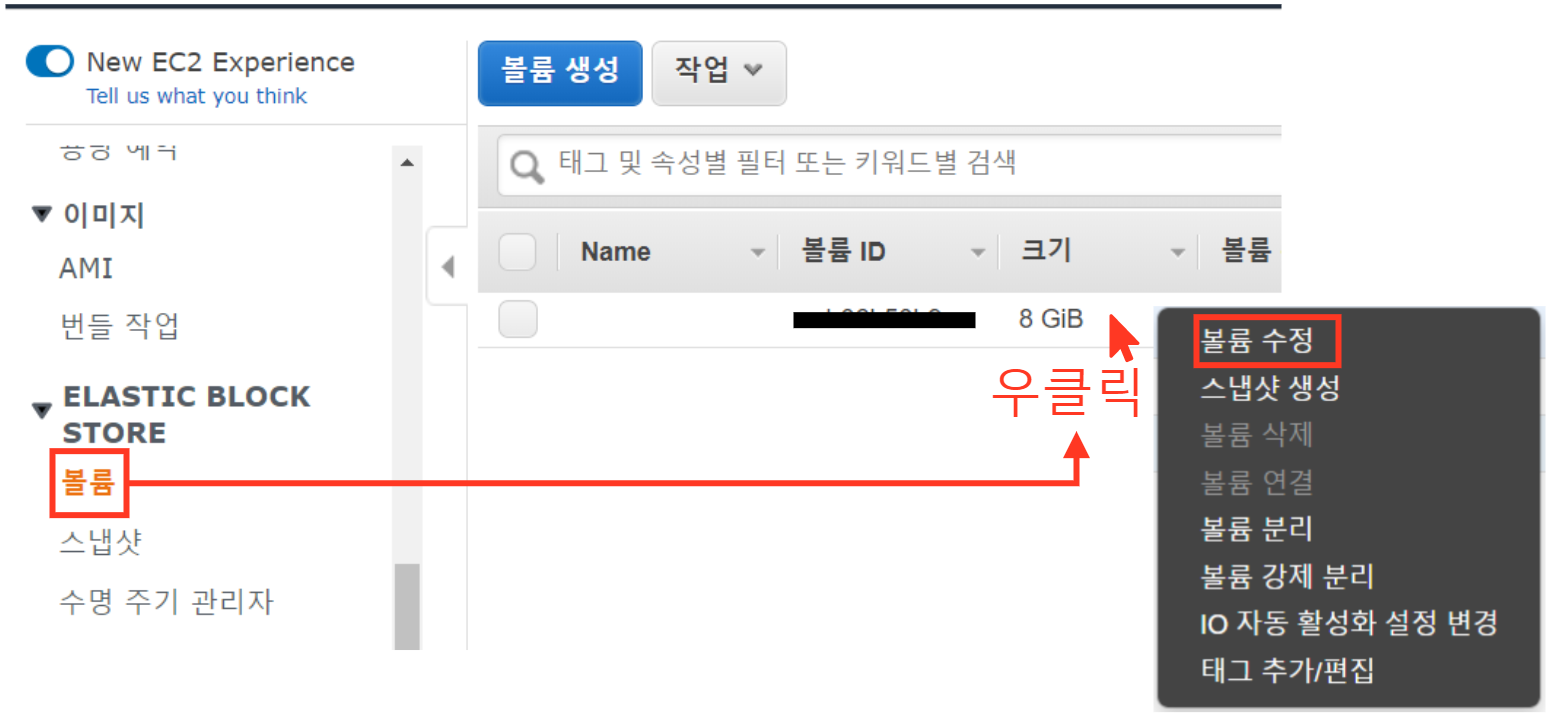 New EC2 Experience
Tell us what you think
용량 예약
이미지
AMI
번들 작업
ELASTIC BLOCK
STORE
볼륨
스냅샷
수명 주기 관리자
볼륨 생성 작업
태그 및 속성별 필터 또는 키워드별 검색
Name 볼륨 ID 크기 볼륨
8 GiB
우클릭
볼륨 수정
스냅샷 생성
볼륨 삭제
볼륨 연결
볼륨 분리
볼륨 강제 분리
IO 자동 활성화 설정 변경
태그 추가/편집